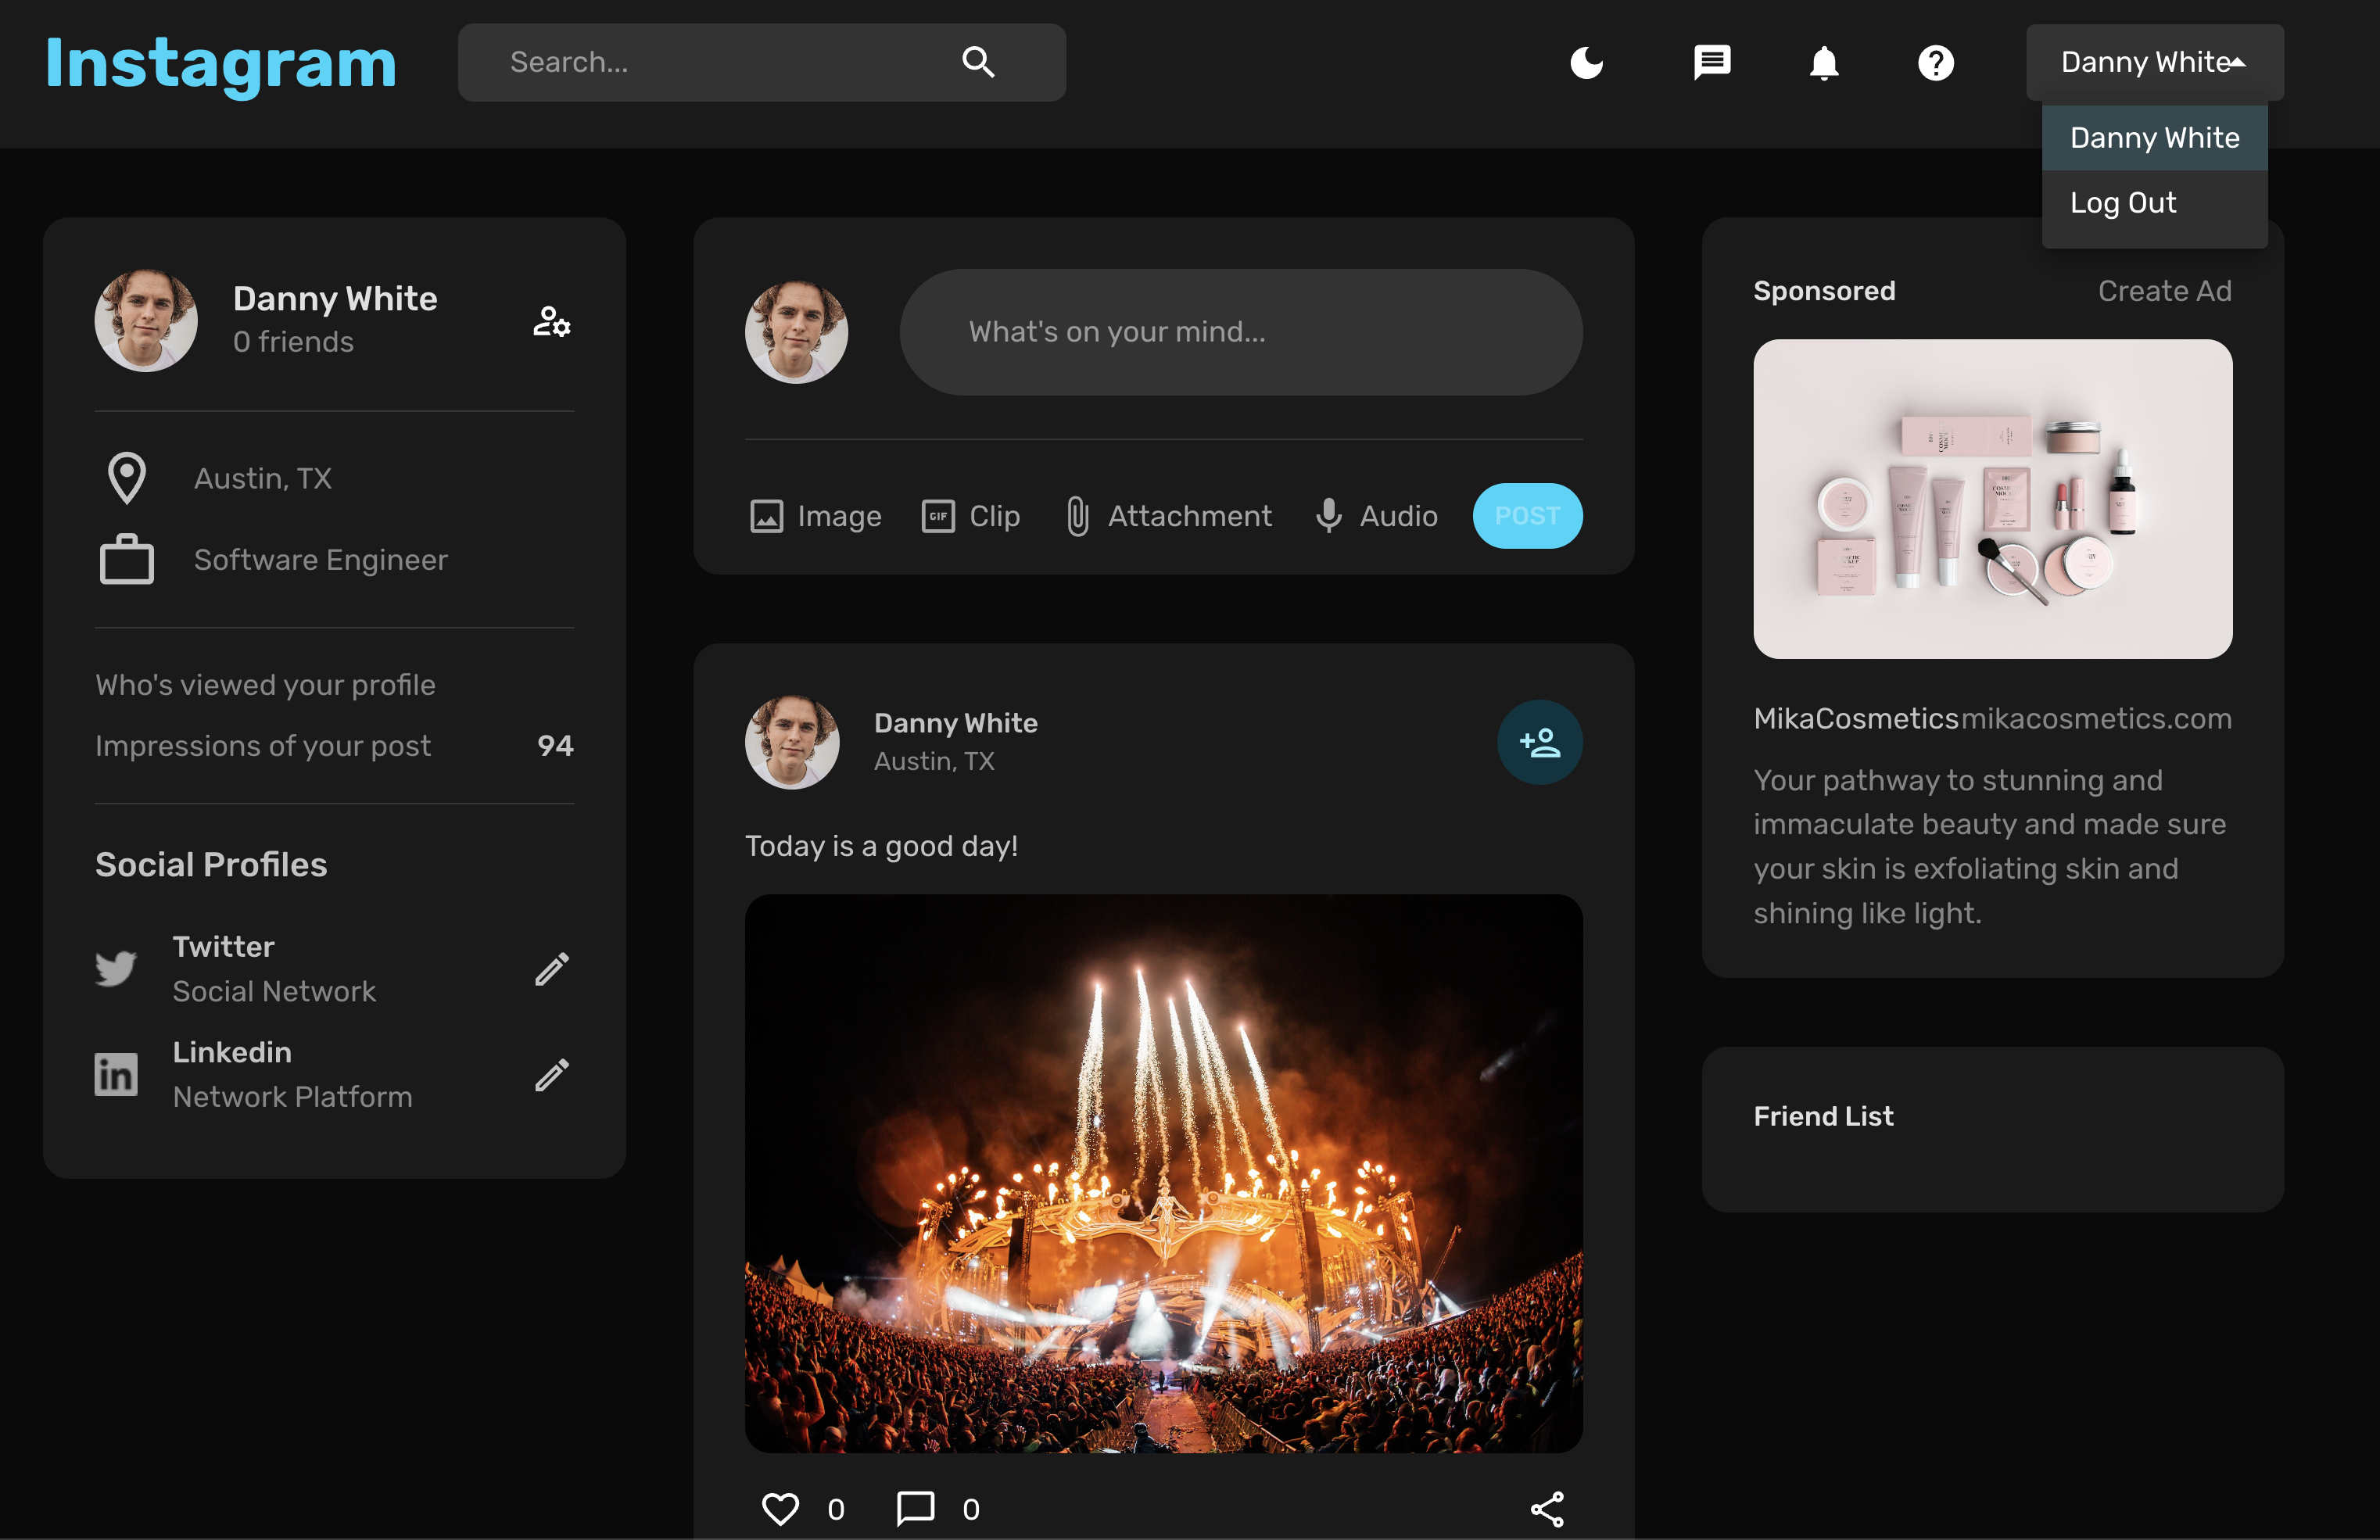 Instagram
Search...
Danny White
Danny White
Log Out
Danny White
0 friends
Austin, TX
Software Engineer
Who's viewed your profile
Impressions of your post 94
Social Profiles
Twitter
Social Network
Linkedin
Network Platform
What's on your mind...
Image GIF Clip Attachment Audio POST
Danny White
Austin, TX
Today is a good day!
0 0
Sponsored Create Ad
MikaCosmetics mikacosmetics.com
Your pathway to stunning and
immaculate beauty and made sure
your skin is exfoliating skin and
shining like light.
Friend List